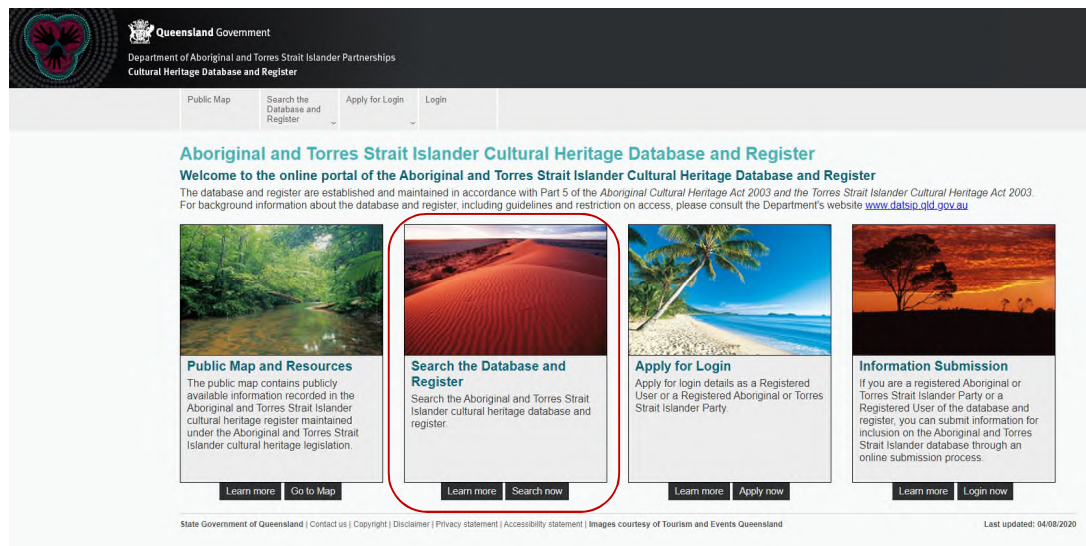 Queensland Government
Department of Aboriginal and Torres Strait Islander Partnerships
Cultural Heritage Database and Register
Public Map
Search the
Database and
Register
Apply for Login
Login
Aboriginal and Torres Strait Islander Cultural Heritage Database and Register
Welcome to the online portal of the Aboriginal and Torres Strait Islander Cultural Heritage Database and Register
The database and register are established and maintained in accordance with Part 5 of the Aboriginal Cultural Heritage Act 2003 and the Torres Strait Islander Cultural Heritage Act 2003.
For background information about the database and register, including guidelines and restriction on access, please consult the Department's website www.datsip.qld.gov.au
Public Map and Resources
The public map contains publicly
available information recorded in the
Aboriginal and Torres Strait Islander
cultural heritage register maintained
under the Aboriginal and Torres Strait
Islander cultural heritage legislation.
Learn more Go to Map
Search the Database and
Register
Search the Aboriginal and Torres Strait
Islander cultural heritage database and
register.
Learn more Search now
Apply for Login
Apply for login details as a Registered
User or a Registered Aboriginal or Torres
Strait Islander Party.
Learn more Apply now
Information Submission
If you are a registered Aboriginal or
Torres Strait Islander Party or a
Registered User of the database and
register, you can submit information for
inclusion on the Aboriginal and Torres
Strait Islander database through an
online submission process.
Learn more Login now
State Government of Queensland | Contact us | Copyright | Disclaimer | Privacy statement | Accessibility statement | Images courtesy of Tourism and Events Queensland
Last updated: 04/08/2020